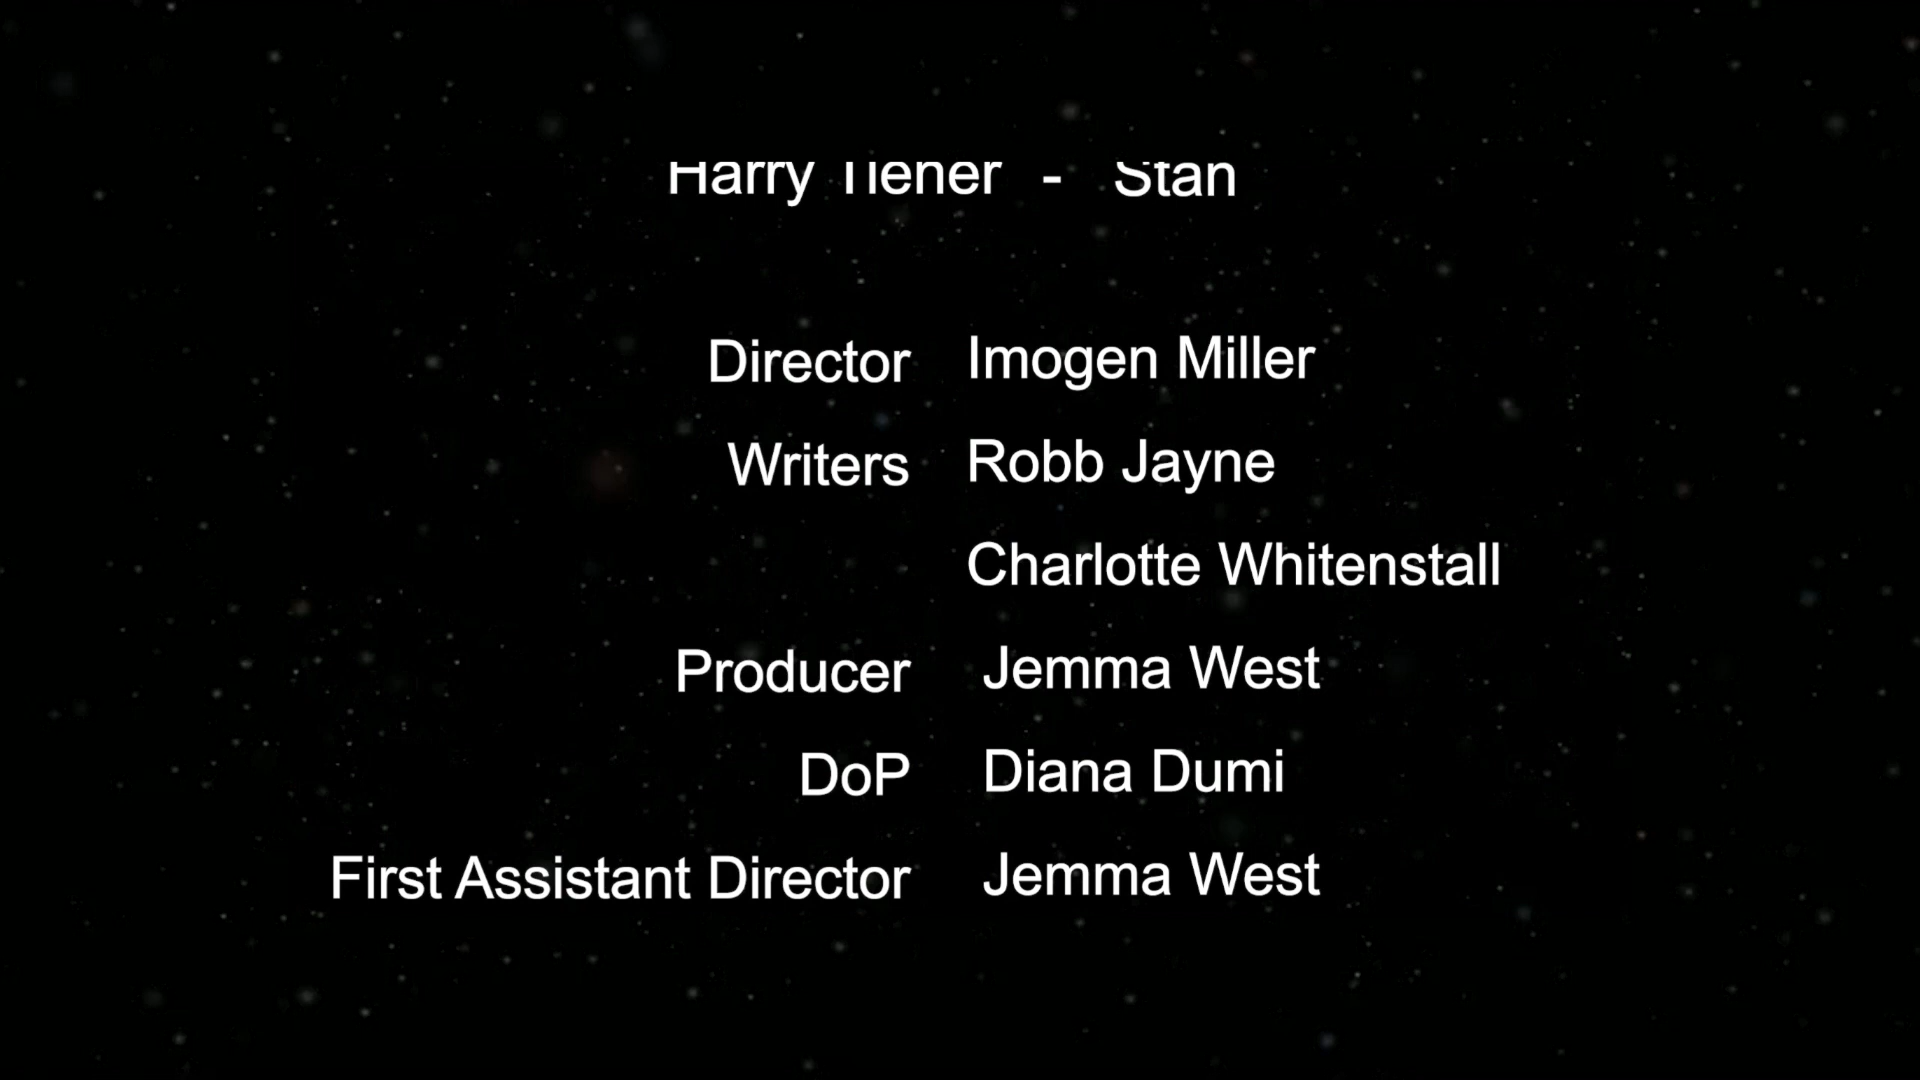 Harry Tiener - Stan
Director Imogen Miller
Writers Robb Jayne
Charlotte Whitenstall
Producer Jemma West
DoP Diana Dumi
First Assistant Director Jemma West